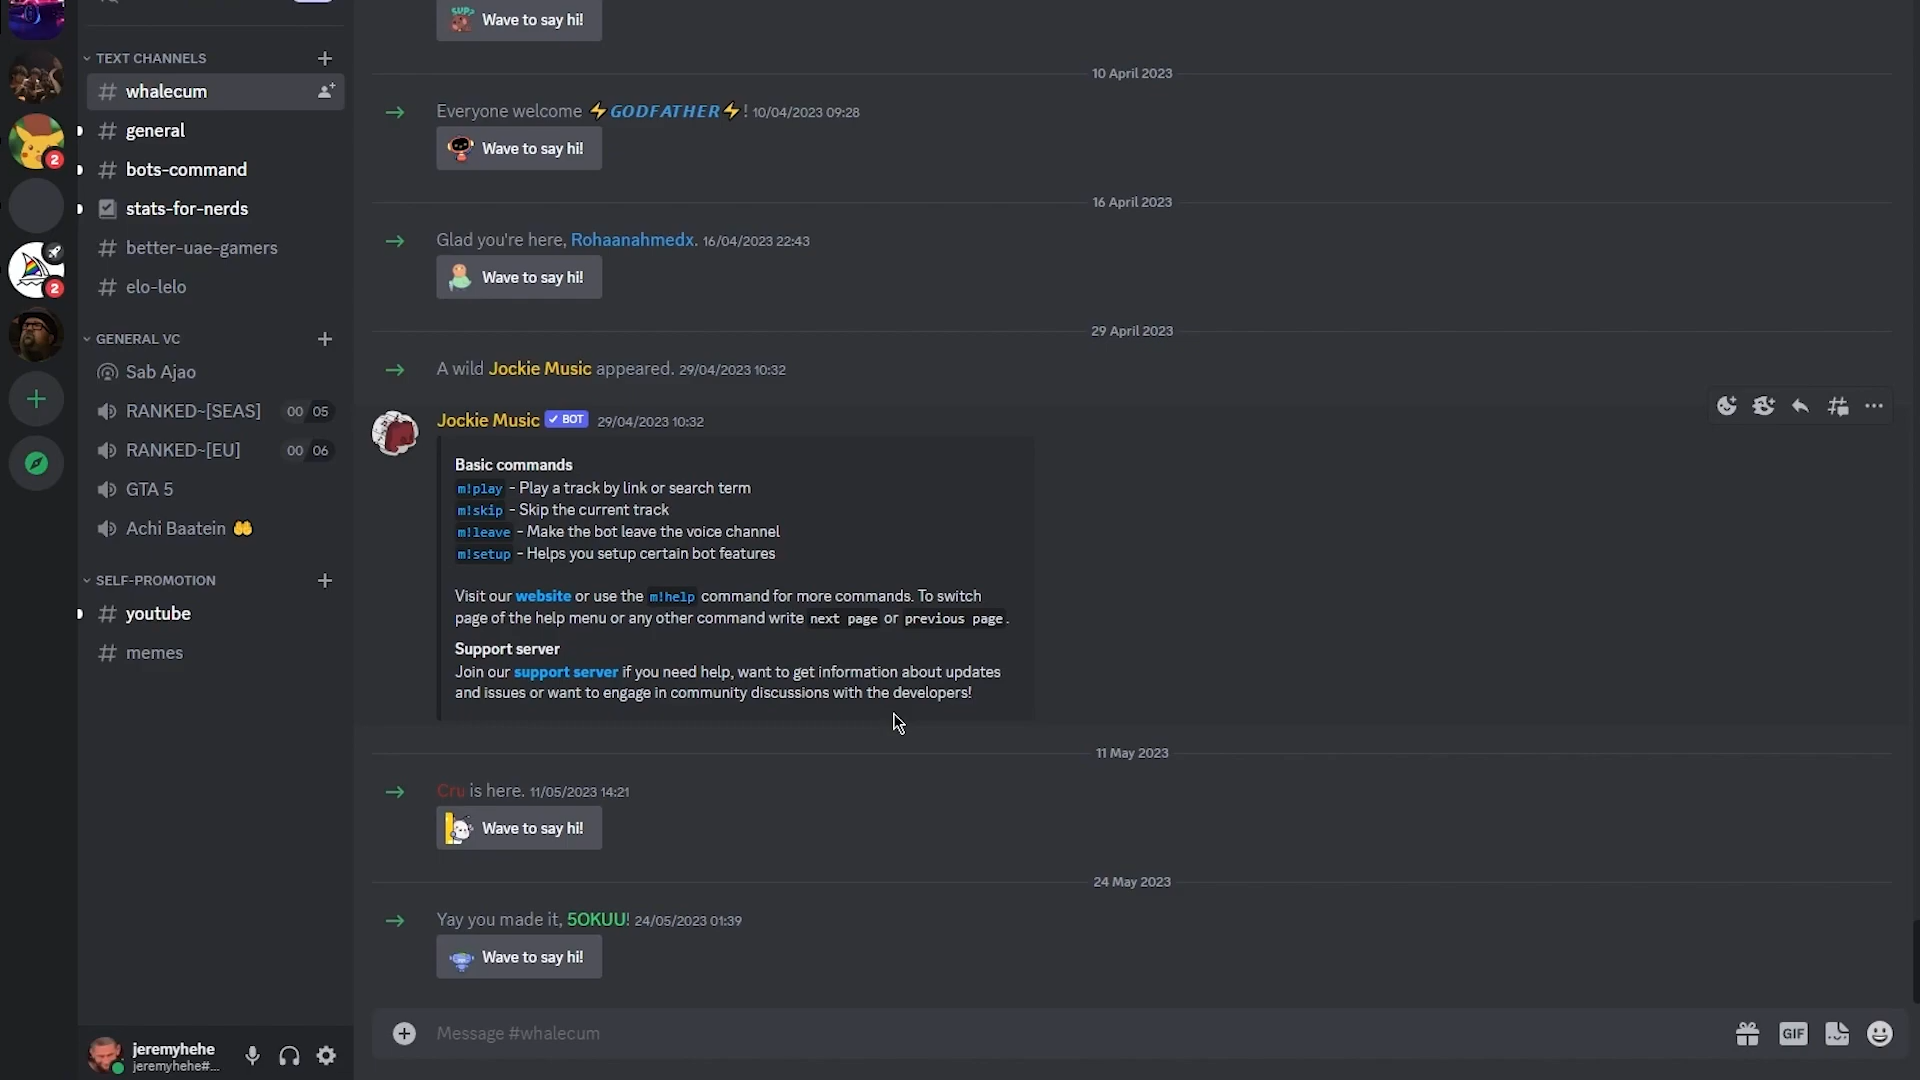 TEXT CHANNELS
whalecum
general
bots-command
stats-for-nerds
better-uae-gamers
elo-lelo
GENERAL VC
Sab Ajao
RANKED~[SEAS] 00 05
RANKED~[EU] 00 06
GTA 5
Achi Baatein 🤲
SELF-PROMOTION
youtube
memes
2
2
jeremyhehe
jeremyhehe#...
SUP?
Wave to say hi!
10 April 2023
Everyone welcome ⚡GODFATHER⚡! 10/04/2023 09:28
Wave to say hi!
16 April 2023
Glad you're here, Rohaanahmedx. 16/04/2023 22:43
Wave to say hi!
29 April 2023
A wild Jockie Music appeared. 29/04/2023 10:32
Jockie Music ✓ BOT 29/04/2023 10:32
Basic commands
m!play - Play a track by link or search term
m!skip - Skip the current track
m!leave - Make the bot leave the voice channel
m!setup - Helps you setup certain bot features
Visit our website or use the m!help command for more commands. To switch
page of the help menu or any other command write next page or previous page.
Support server
Join our support server if you need help, want to get information about updates
and issues or want to engage in community discussions with the developers!
11 May 2023
Cru is here. 11/05/2023 14:21
Wave to say hi!
24 May 2023
Yay you made it, 5OKUU! 24/05/2023 01:39
Wave to say hi!
Message #whalecum
GIF